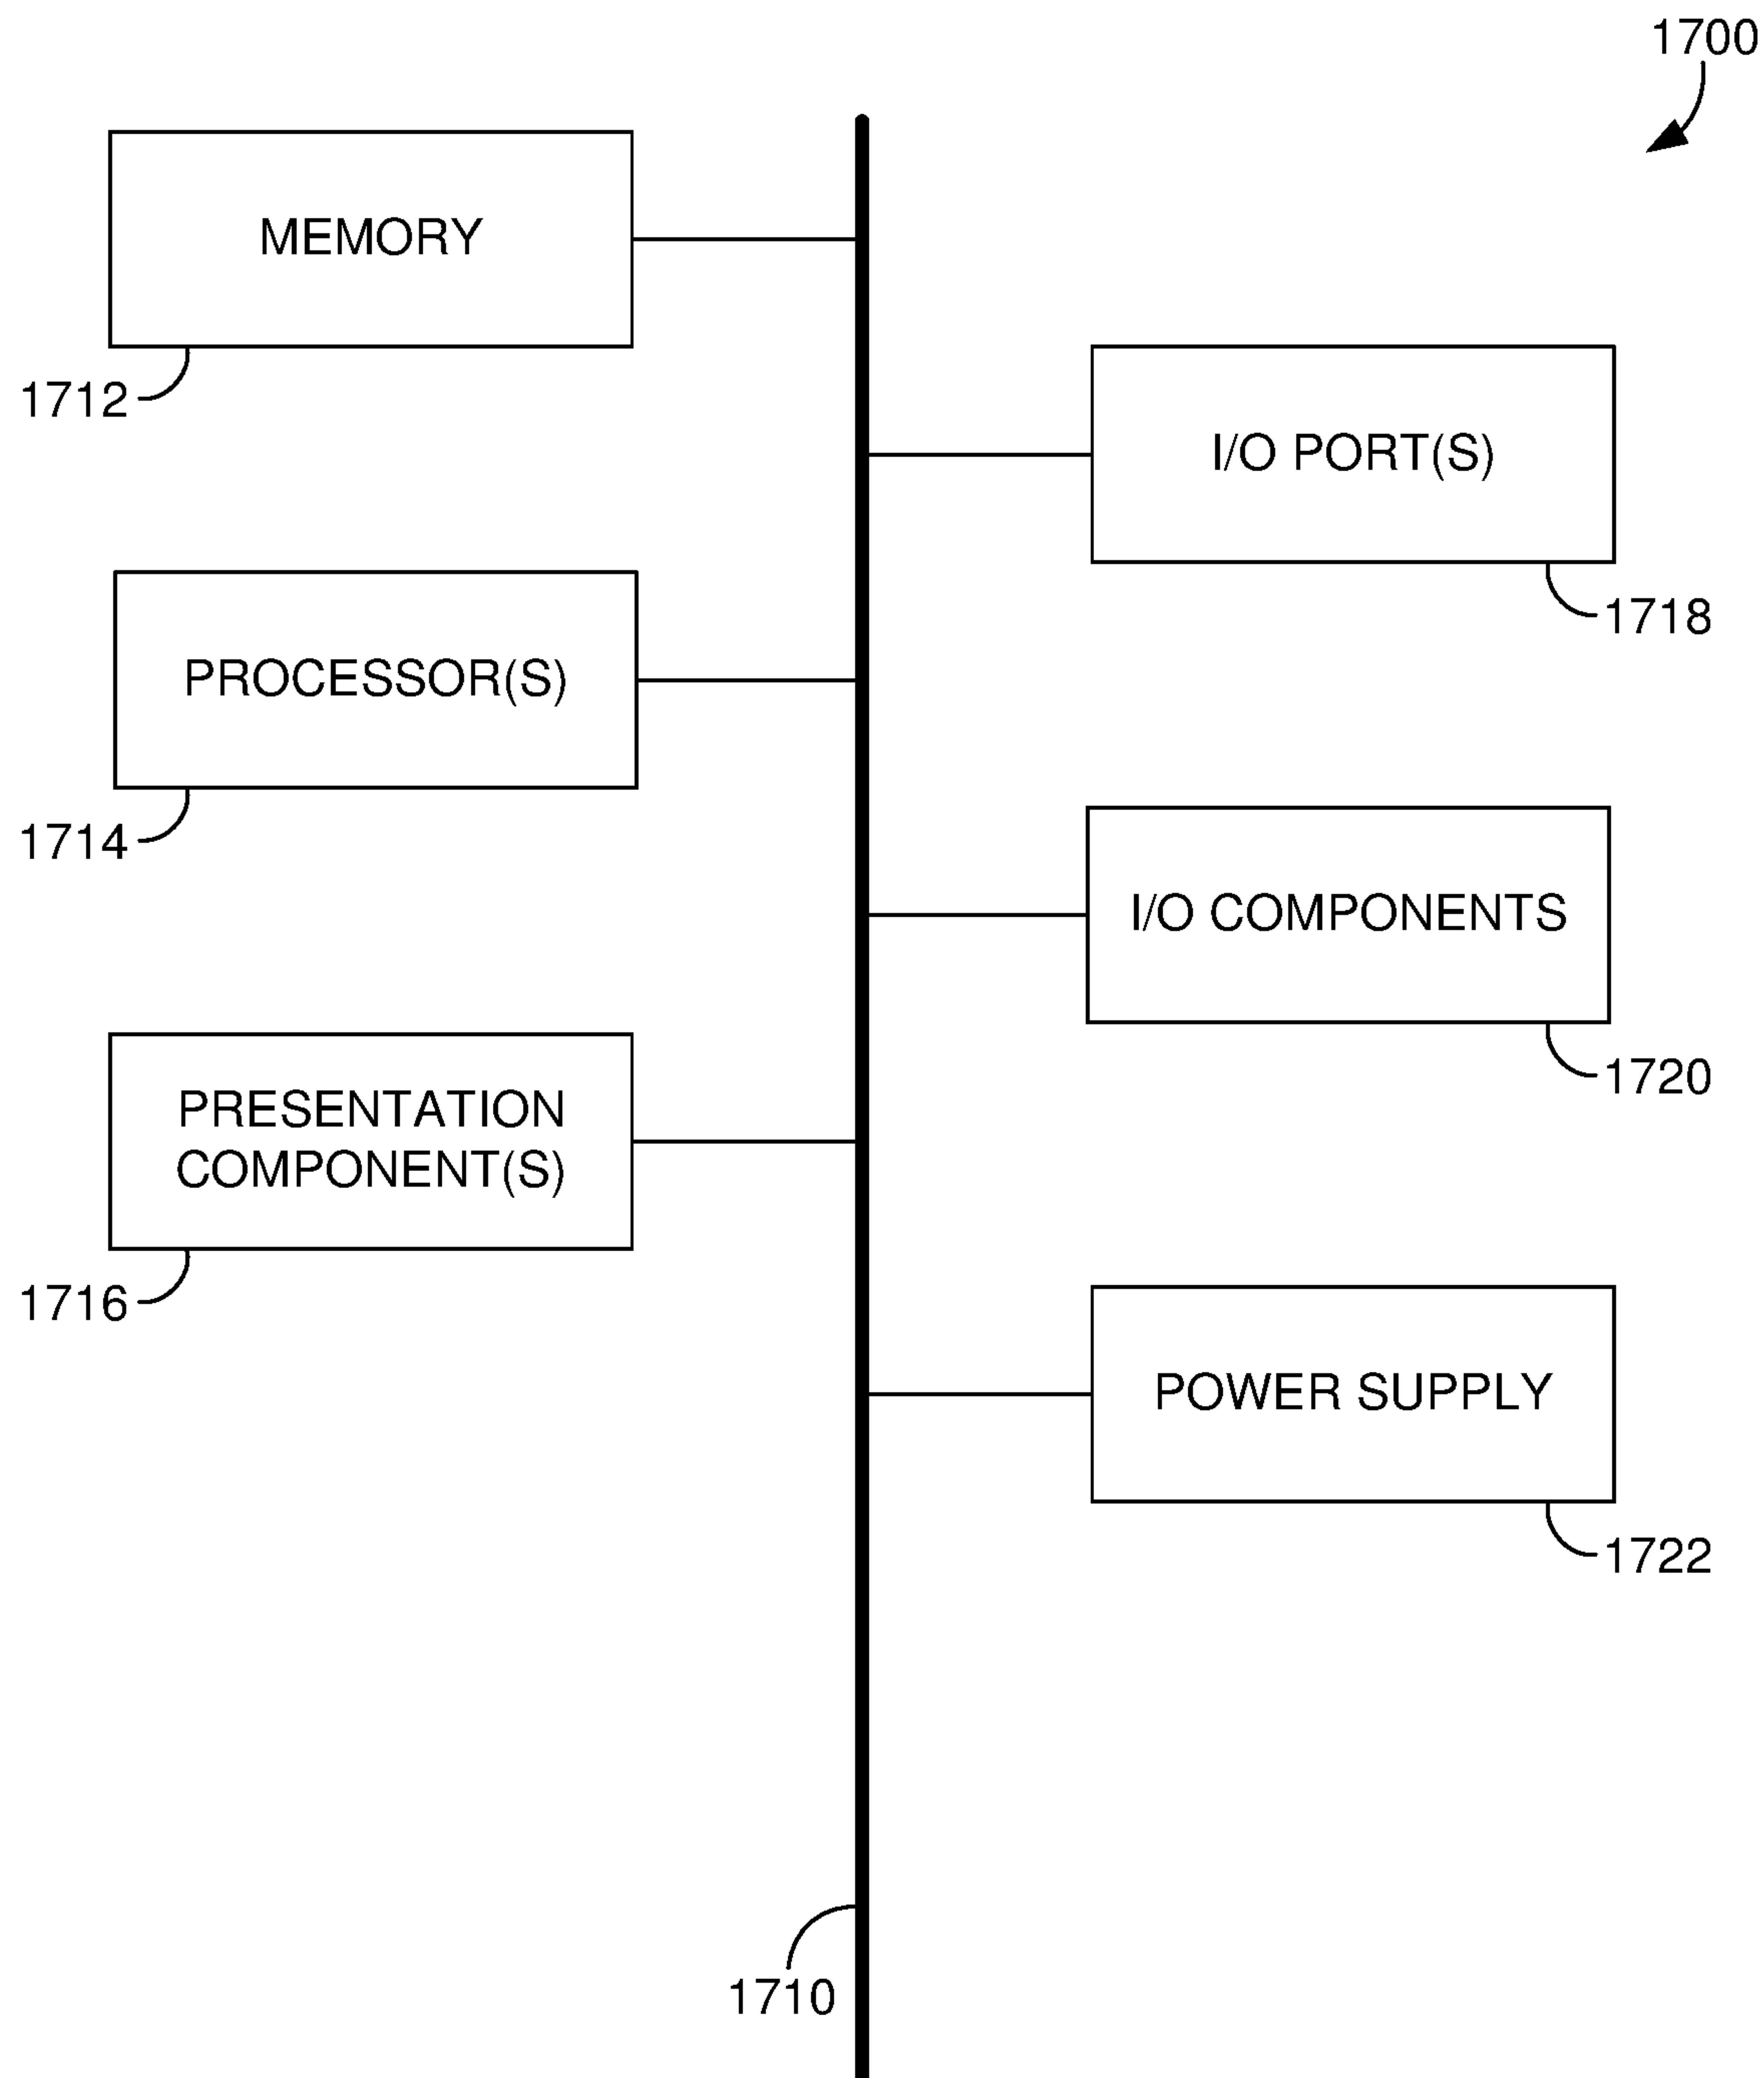 1700
MEMORY
1712
I/O PORT(S)
1718
PROCESSOR(S)
1714
I/O COMPONENTS
1720
PRESENTATION
COMPONENT(S)
1716
POWER SUPPLY
1722
1710